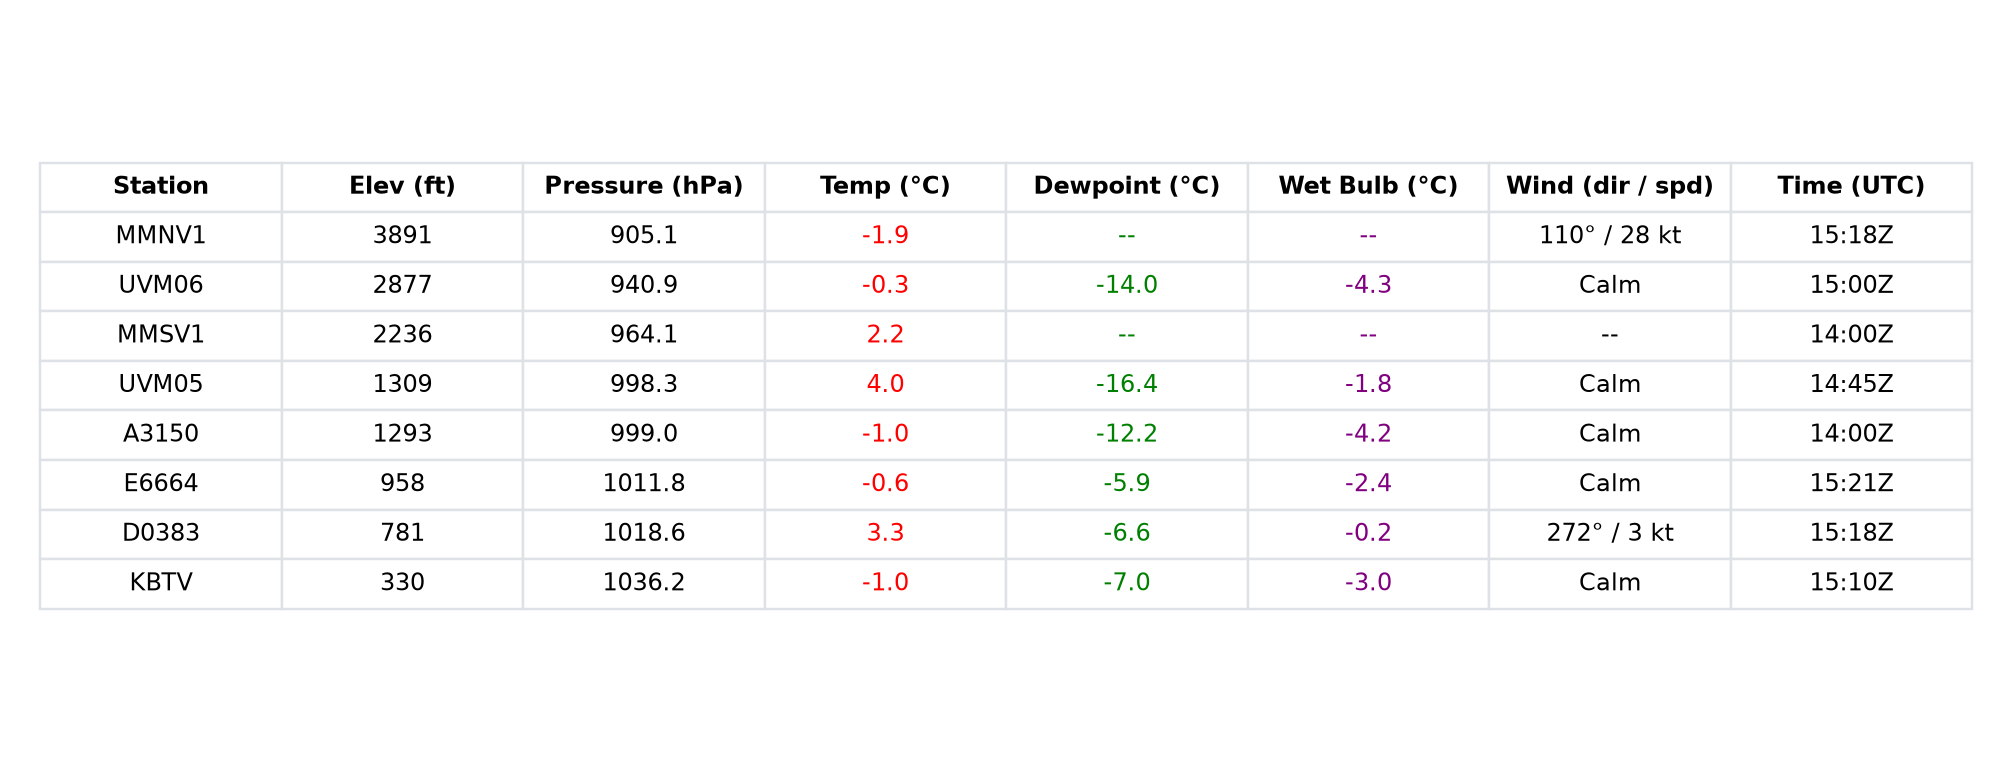 Station Elev (ft) Pressure (hPa) Temp (°C) Dewpoint (°C) Wet Bulb (°C) Wind (dir / spd) Time (UTC)
MMNV1 3891 905.1 -1.9 -- -- 110° / 28 kt 15:18Z
UVM06 2877 940.9 -0.3 -14.0 -4.3 Calm 15:00Z
MMSV1 2236 964.1 2.2 -- -- -- 14:00Z
UVM05 1309 998.3 4.0 -16.4 -1.8 Calm 14:45Z
A3150 1293 999.0 -1.0 -12.2 -4.2 Calm 14:00Z
E6664 958 1011.8 -0.6 -5.9 -2.4 Calm 15:21Z
D0383 781 1018.6 3.3 -6.6 -0.2 272° / 3 kt 15:18Z
KBTV 330 1036.2 -1.0 -7.0 -3.0 Calm 15:10Z